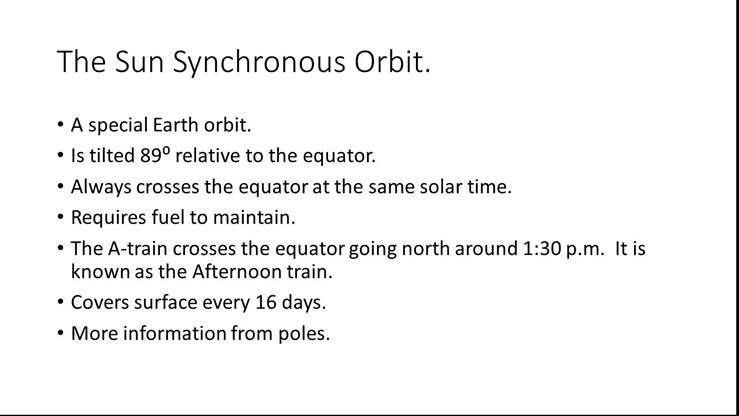 The Sun Synchronous Orbit.
• A special Earth orbit.
• Is tilted 89⁰ relative to the equator.
• Always crosses the equator at the same solar time.
• Requires fuel to maintain.
• The A-train crosses the equator going north around 1:30 p.m.  It is
known as the Afternoon train.
• Covers surface every 16 days.
• More information from poles.